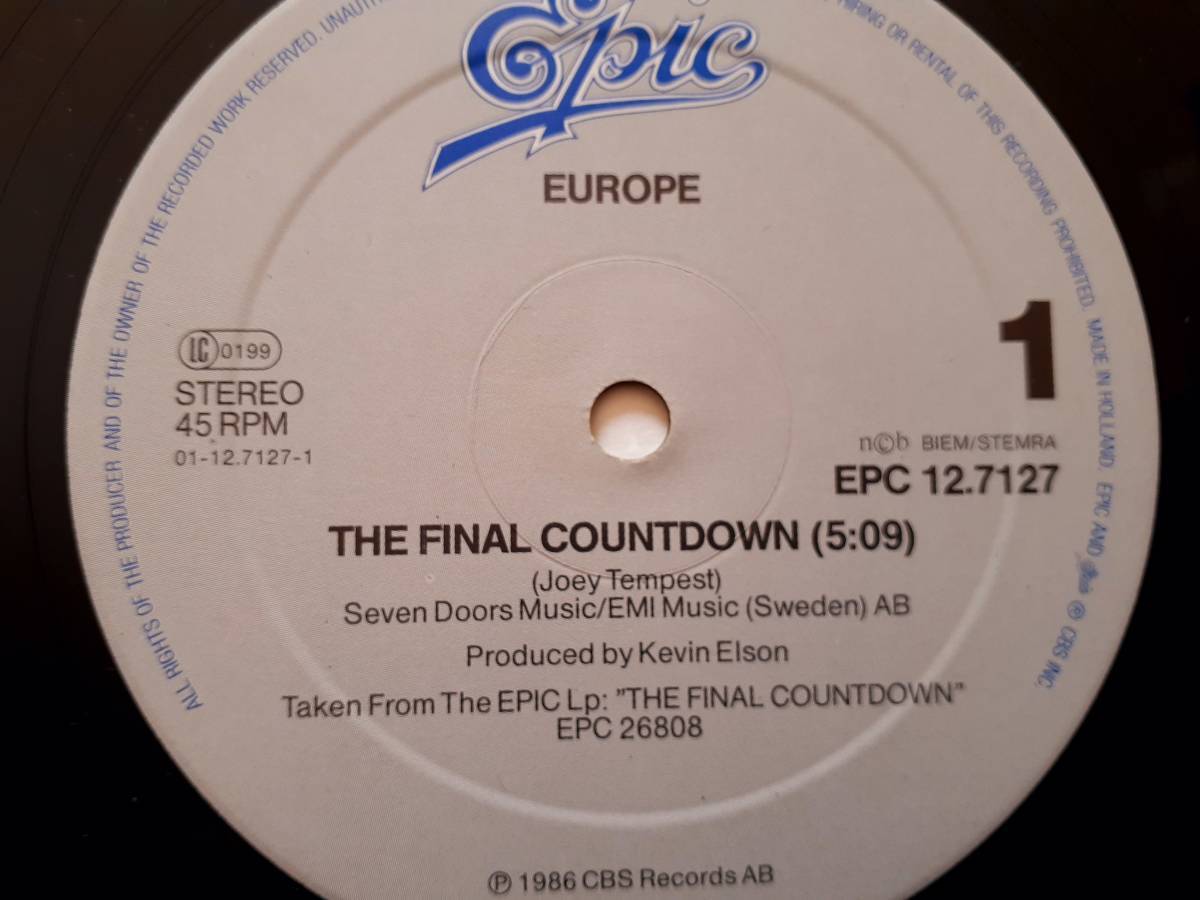 Epic
EUROPE
1
LC 0199
STEREO
45 RPM
01-12.7127-1
n©b BIEM/STEMRA
EPC 12.7127
THE FINAL COUNTDOWN (5:09)
(Joey Tempest)
Seven Doors Music/EMI Music (Sweden) AB
Produced by Kevin Elson
Taken From The EPIC Lp: "THE FINAL COUNTDOWN"
EPC 26808
℗ 1986 CBS Records AB
ALL RIGHTS OF THE PRODUCER AND OF THE OWNER OF THE RECORDED WORK RESERVED. HIRING OR RENTAL OF THIS RECORDING PROHIBITED. MADE IN HOLLAND. EPIC AND Epic ℗ CBS INC.